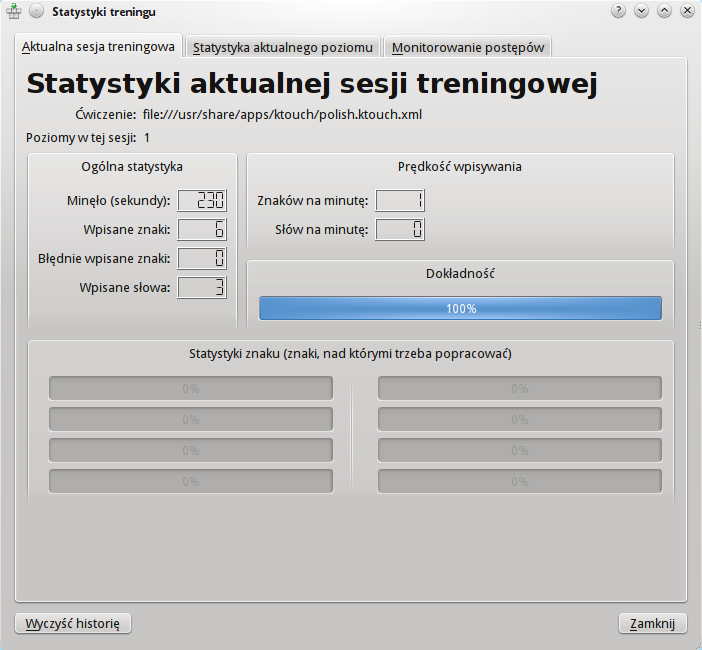 Statystyki treningu
Aktualna sesja treningowa
Statystyka aktualnego poziomu
Monitorowanie postępów
Statystyki aktualnej sesji treningowej
Ćwiczenie: file:///usr/share/apps/ktouch/polish.ktouch.xml
Poziomy w tej sesji: 1
Ogólna statystyka
Minęło (sekundy): 230
Wpisane znaki: 6
Błędnie wpisane znaki: 0
Wpisane słowa: 3
Prędkość wpisywania
Znaków na minutę: 1
Słów na minutę: 0
Dokładność
100%
Statystyki znaku (znaki, nad którymi trzeba popracować)
0% 0%
0% 0%
0% 0%
0% 0%
Wyczyść historię
Zamknij